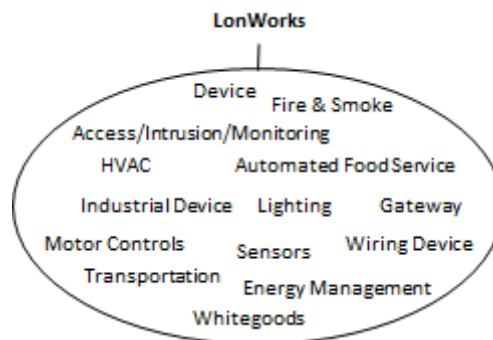 LonWorks
Device
Fire & Smoke
Access/Intrusion/Monitoring
HVAC
Automated Food Service
Industrial Device
Lighting
Gateway
Motor Controls
Sensors
Wiring Device
Transportation
Energy Management
Whitegoods